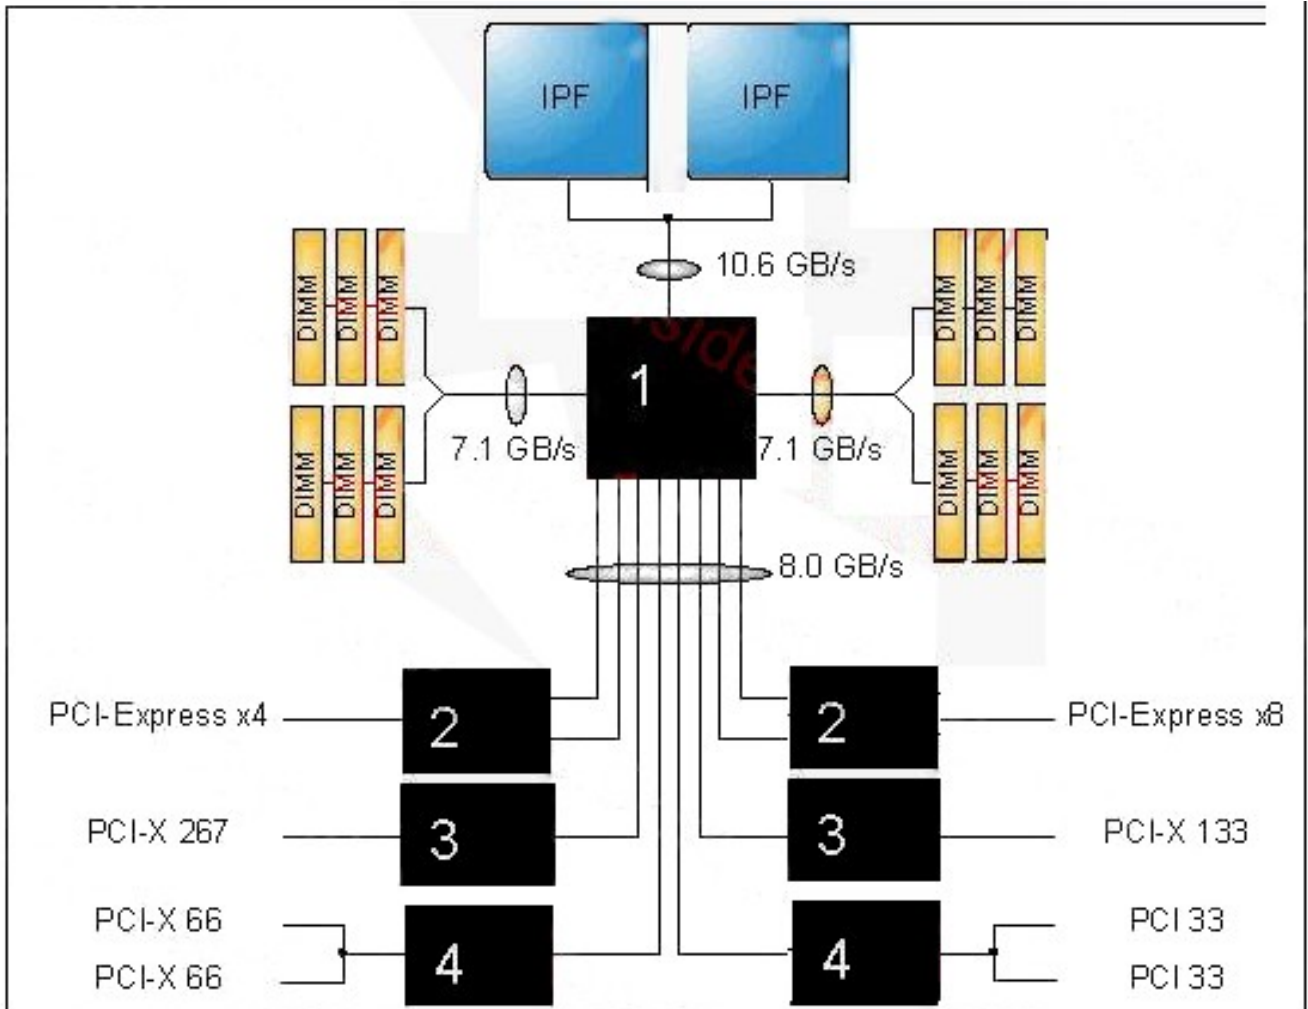 IPF IPF
10.6 GB/s
DIMM DIMM DIMM DIMM DIMM DIMM
1
7.1 GB/s 7.1 GB/s
DIMM DIMM DIMM DIMM DIMM DIMM
8.0 GB/s
PCI-Express x4 2 2 PCI-Express x8
PCI-X 267 3 3 PCI-X 133
PCI-X 66 PCI 33
4 4
PCI-X 66 PCI 33